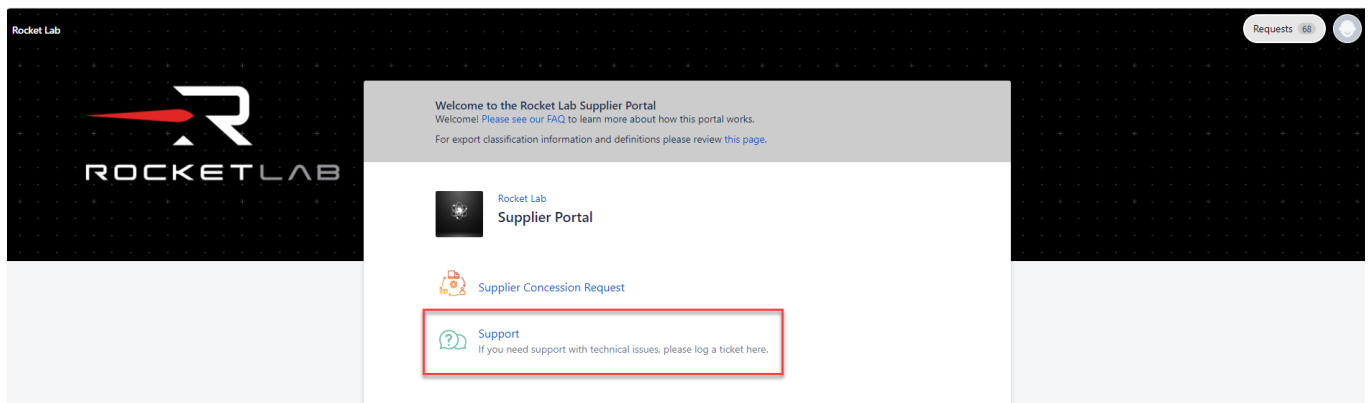 Rocket Lab
Requests 68
ROCKETLAB
Welcome to the Rocket Lab Supplier Portal
Welcome! Please see our FAQ to learn more about how this portal works.
For export classification information and definitions please review this page.
Rocket Lab
Supplier Portal
Supplier Concession Request
Support
If you need support with technical issues, please log a ticket here.